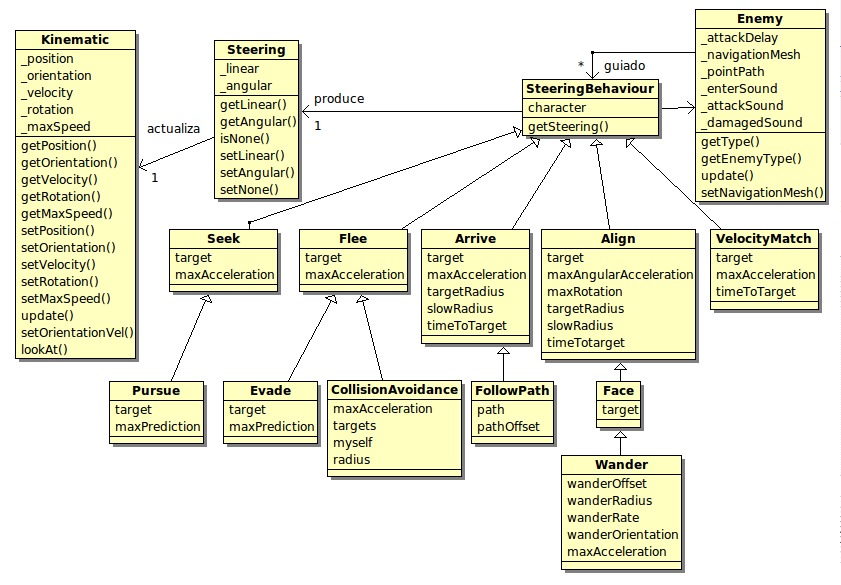 Kinematic
_position
_orientation
_velocity
_rotation
_maxSpeed
getPosition()
getOrientation()
getVelocity()
getRotation()
getMaxSpeed()
setPosition()
setOrientation()
setVelocity()
setRotation()
setMaxSpeed()
update()
setOrientationVel()
lookAt()
actualiza
1
Steering
_linear
_angular
getLinear()
getAngular()
isNone()
setLinear()
setAngular()
setNone()
produce
1
SteeringBehaviour
character
getSteering()
* guiado
Enemy
_attackDelay
_navigationMesh
_pointPath
_enterSound
_attackSound
_damagedSound
getType()
getEnemyType()
update()
setNavigationMesh()
Seek
target
maxAcceleration
Flee
target
maxAcceleration
Arrive
target
maxAcceleration
targetRadius
slowRadius
timeToTarget
Align
target
maxAngularAcceleration
maxRotation
targetRadius
slowRadius
timeTotarget
VelocityMatch
target
maxAcceleration
timeToTarget
Pursue
target
maxPrediction
Evade
target
maxPrediction
CollisionAvoidance
maxAcceleration
targets
myself
radius
FollowPath
path
pathOffset
Face
target
Wander
wanderOffset
wanderRadius
wanderRate
wanderOrientation
maxAcceleration